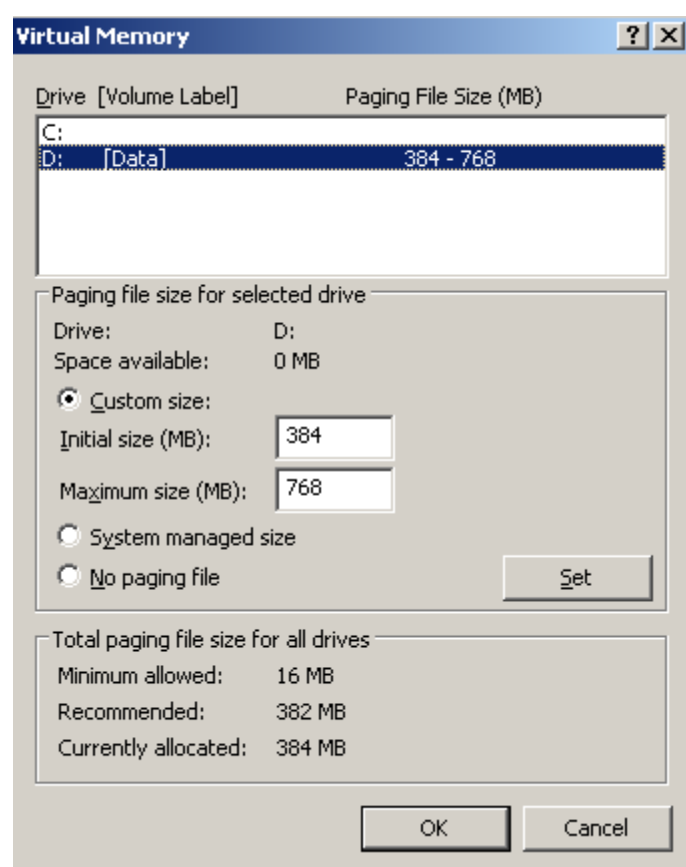 Virtual Memory ? X
Drive [Volume Label] Paging File Size (MB)
C:
D: [Data] 384 - 768
Paging file size for selected drive
Drive: D:
Space available: 0 MB
Custom size:
Initial size (MB): 384
Maximum size (MB): 768
System managed size
No paging file Set
Total paging file size for all drives
Minimum allowed: 16 MB
Recommended: 382 MB
Currently allocated: 384 MB
OK Cancel